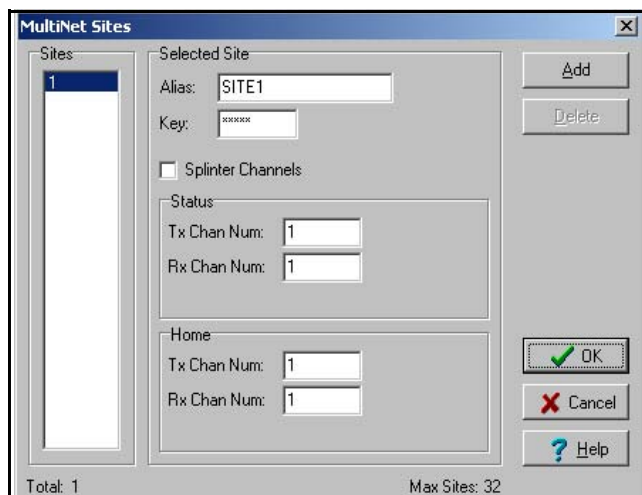 MultiNet Sites
Sites
1
Selected Site
Alias: SITE1
Key: *****
Splinter Channels
Status
Tx Chan Num: 1
Rx Chan Num: 1
Home
Tx Chan Num: 1
Rx Chan Num: 1
Add
Delete
OK
Cancel
Help
Total: 1
Max Sites: 32